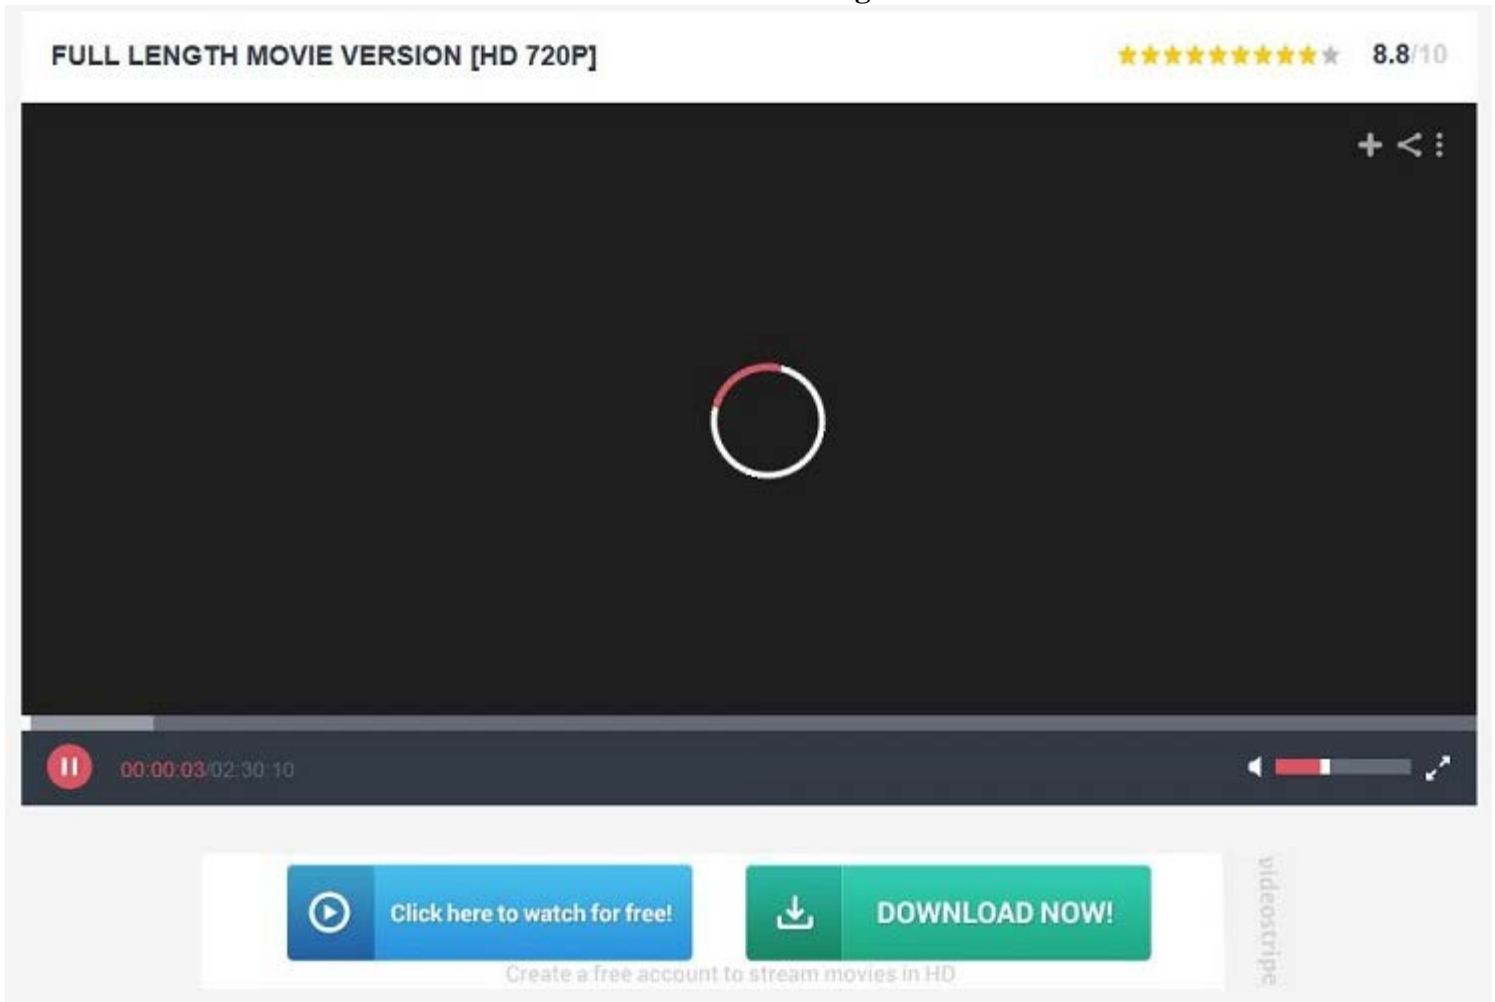 FULL LENGTH MOVIE VERSION [HD 720P]
8.8/10
00:00:03/02:30:10
Click here to watch for free!
DOWNLOAD NOW!
Create a free account to stream movies in HD
videostripe